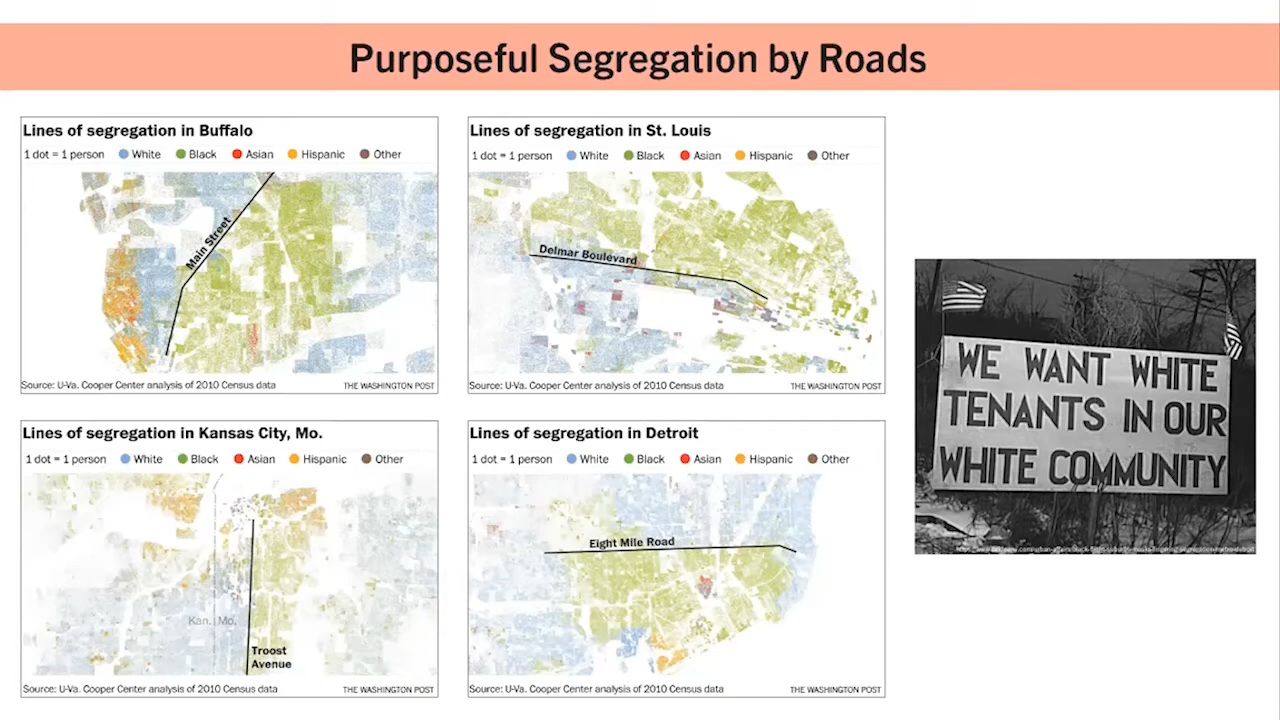 Purposeful Segregation by Roads
Lines of segregation in Buffalo
1 dot = 1 person White Black Asian Hispanic Other
Main Street
Source: U-Va. Cooper Center analysis of 2010 Census data THE WASHINGTON POST
Lines of segregation in St. Louis
1 dot = 1 person White Black Asian Hispanic Other
Delmar Boulevard
Source: U-Va. Cooper Center analysis of 2010 Census data THE WASHINGTON POST
Lines of segregation in Kansas City, Mo.
1 dot = 1 person White Black Asian Hispanic Other
Kan. Mo.
Troost
Avenue
Source: U-Va. Cooper Center analysis of 2010 Census data THE WASHINGTON POST
Lines of segregation in Detroit
1 dot = 1 person White Black Asian Hispanic Other
Eight Mile Road
Source: U-Va. Cooper Center analysis of 2010 Census data THE WASHINGTON POST
WE WANT WHITE
TENANTS IN OUR
WHITE COMMUNITY